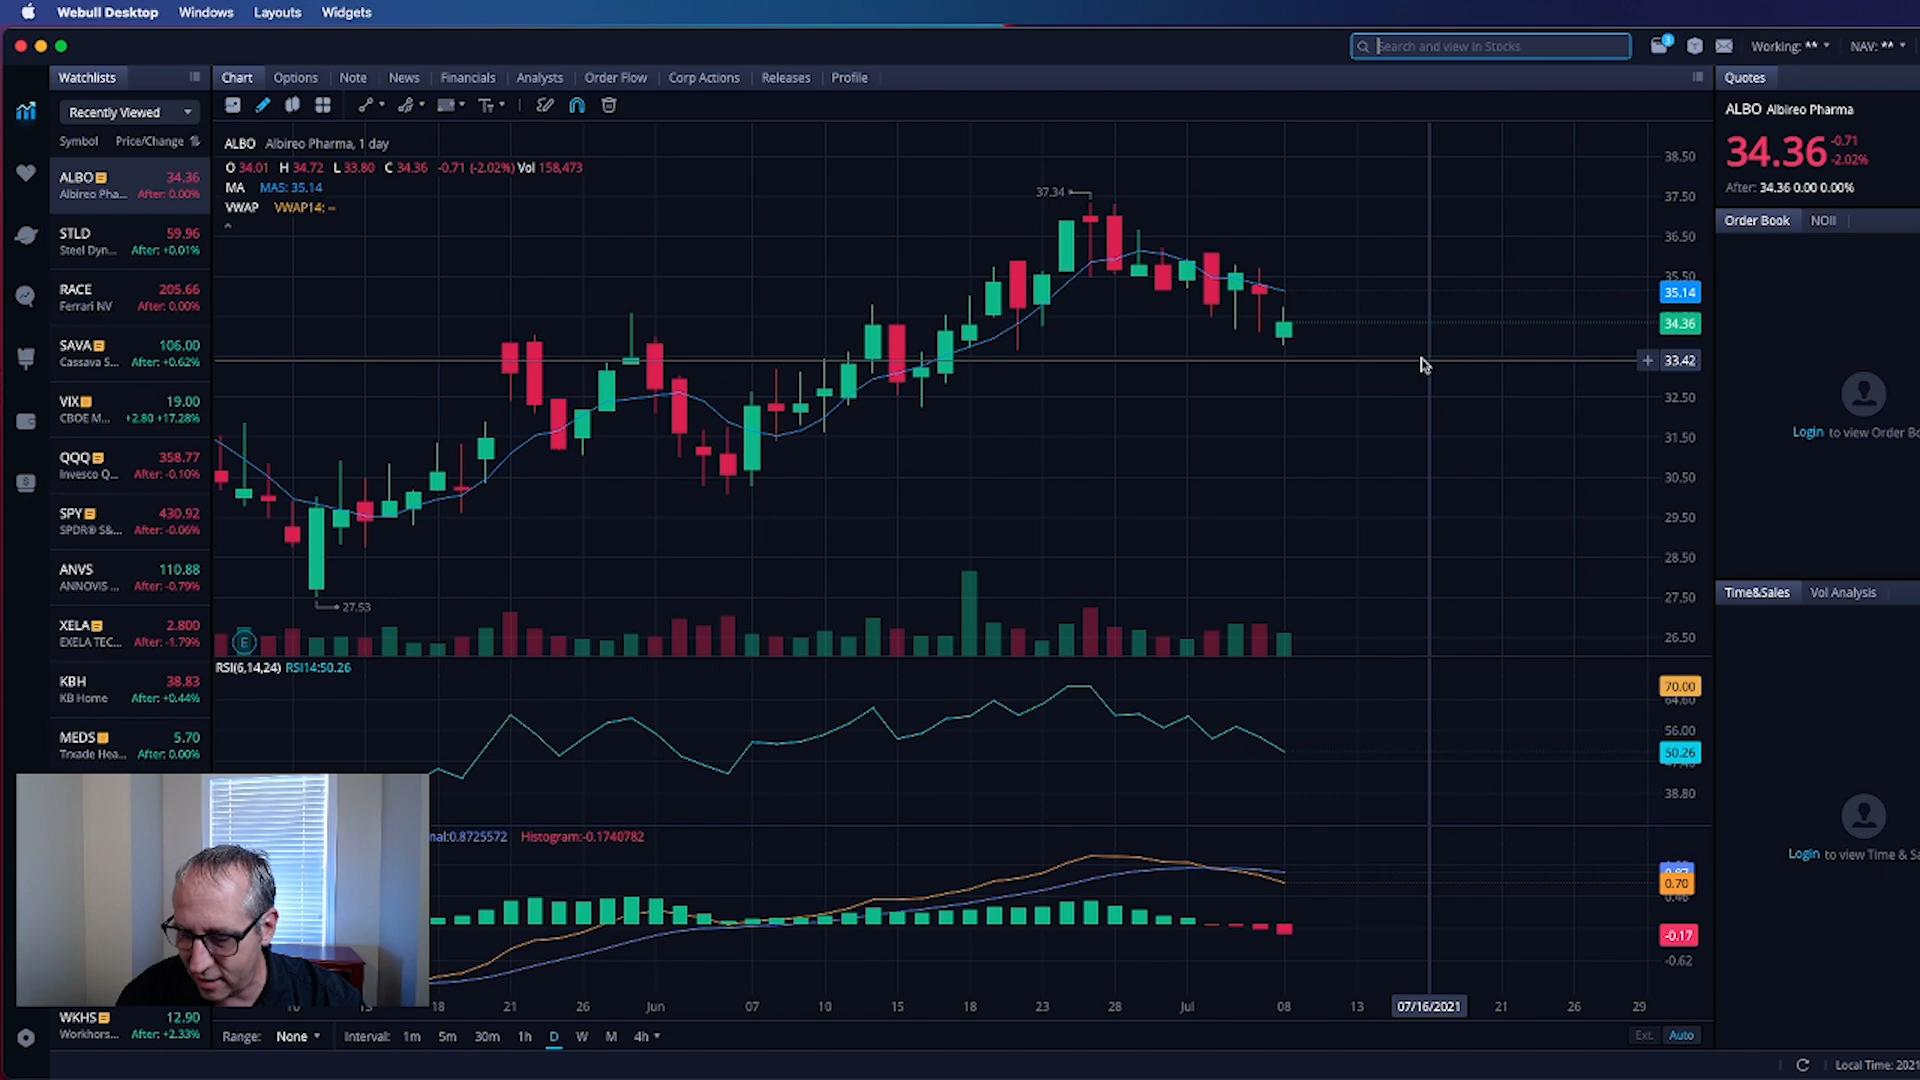 Webull Desktop Windows Layouts Widgets
Search and view in Stocks
3
Working: ** NAV: **
Watchlists
Chart Options Note News Financials Analysts Order Flow Corp Actions Releases Profile
Quotes
Recently Viewed
Symbol Price/Change
ALBO 34.36
Albireo Pha... After: 0.00%
STLD 59.96
Steel Dyn... After: +0.01%
RACE 205.66
Ferrari NV After: 0.00%
SAVA 106.00
Cassava S... After: +0.62%
VIX 19.00
CBOE M... +2.80 +17.28%
QQQ 358.77
Invesco Q... After: -0.10%
SPY 430.92
SPDR® S&... After: -0.06%
ANVS 110.88
ANNOVIS ... After: -0.79%
XELA 2.800
EXELA TEC... After: -1.79%
KBH 38.83
KB Home After: +0.44%
MEDS 5.70
Trxade Hea... After: 0.00%
WKHS 12.90
Workhors... After: +2.33%
ALBO Albireo Pharma, 1 day
O 34.01 H 34.72 L 33.80 C 34.36 -0.71 (-2.02%) Vol 158,473
MA MA5: 35.14
VWAP VWAP14: --
37.34
27.53
E
38.50
37.50
36.50
35.50
35.14
34.36
33.42
32.50
31.50
30.50
29.50
28.50
27.50
26.50
RSI(6,14,24) RSI14:50.26
70.00
64.60
56.00
50.26
38.80
nal:0.8725572 Histogram:-0.1740782
0.70
-0.17
-0.62
18 21 26 Jun 07 10 15 18 23 28 Jul 08 13 07/16/2021 21 26 29
Range: None Interval: 1m 5m 30m 1h D W M 4h
Ext. Auto
ALBO Albireo Pharma
34.36 -0.71
-2.02%
After: 34.36 0.00 0.00%
Order Book NOII
Login to view Order Bo
Time&Sales Vol Analysis
Login to view Time & Sa
Local Time: 2021